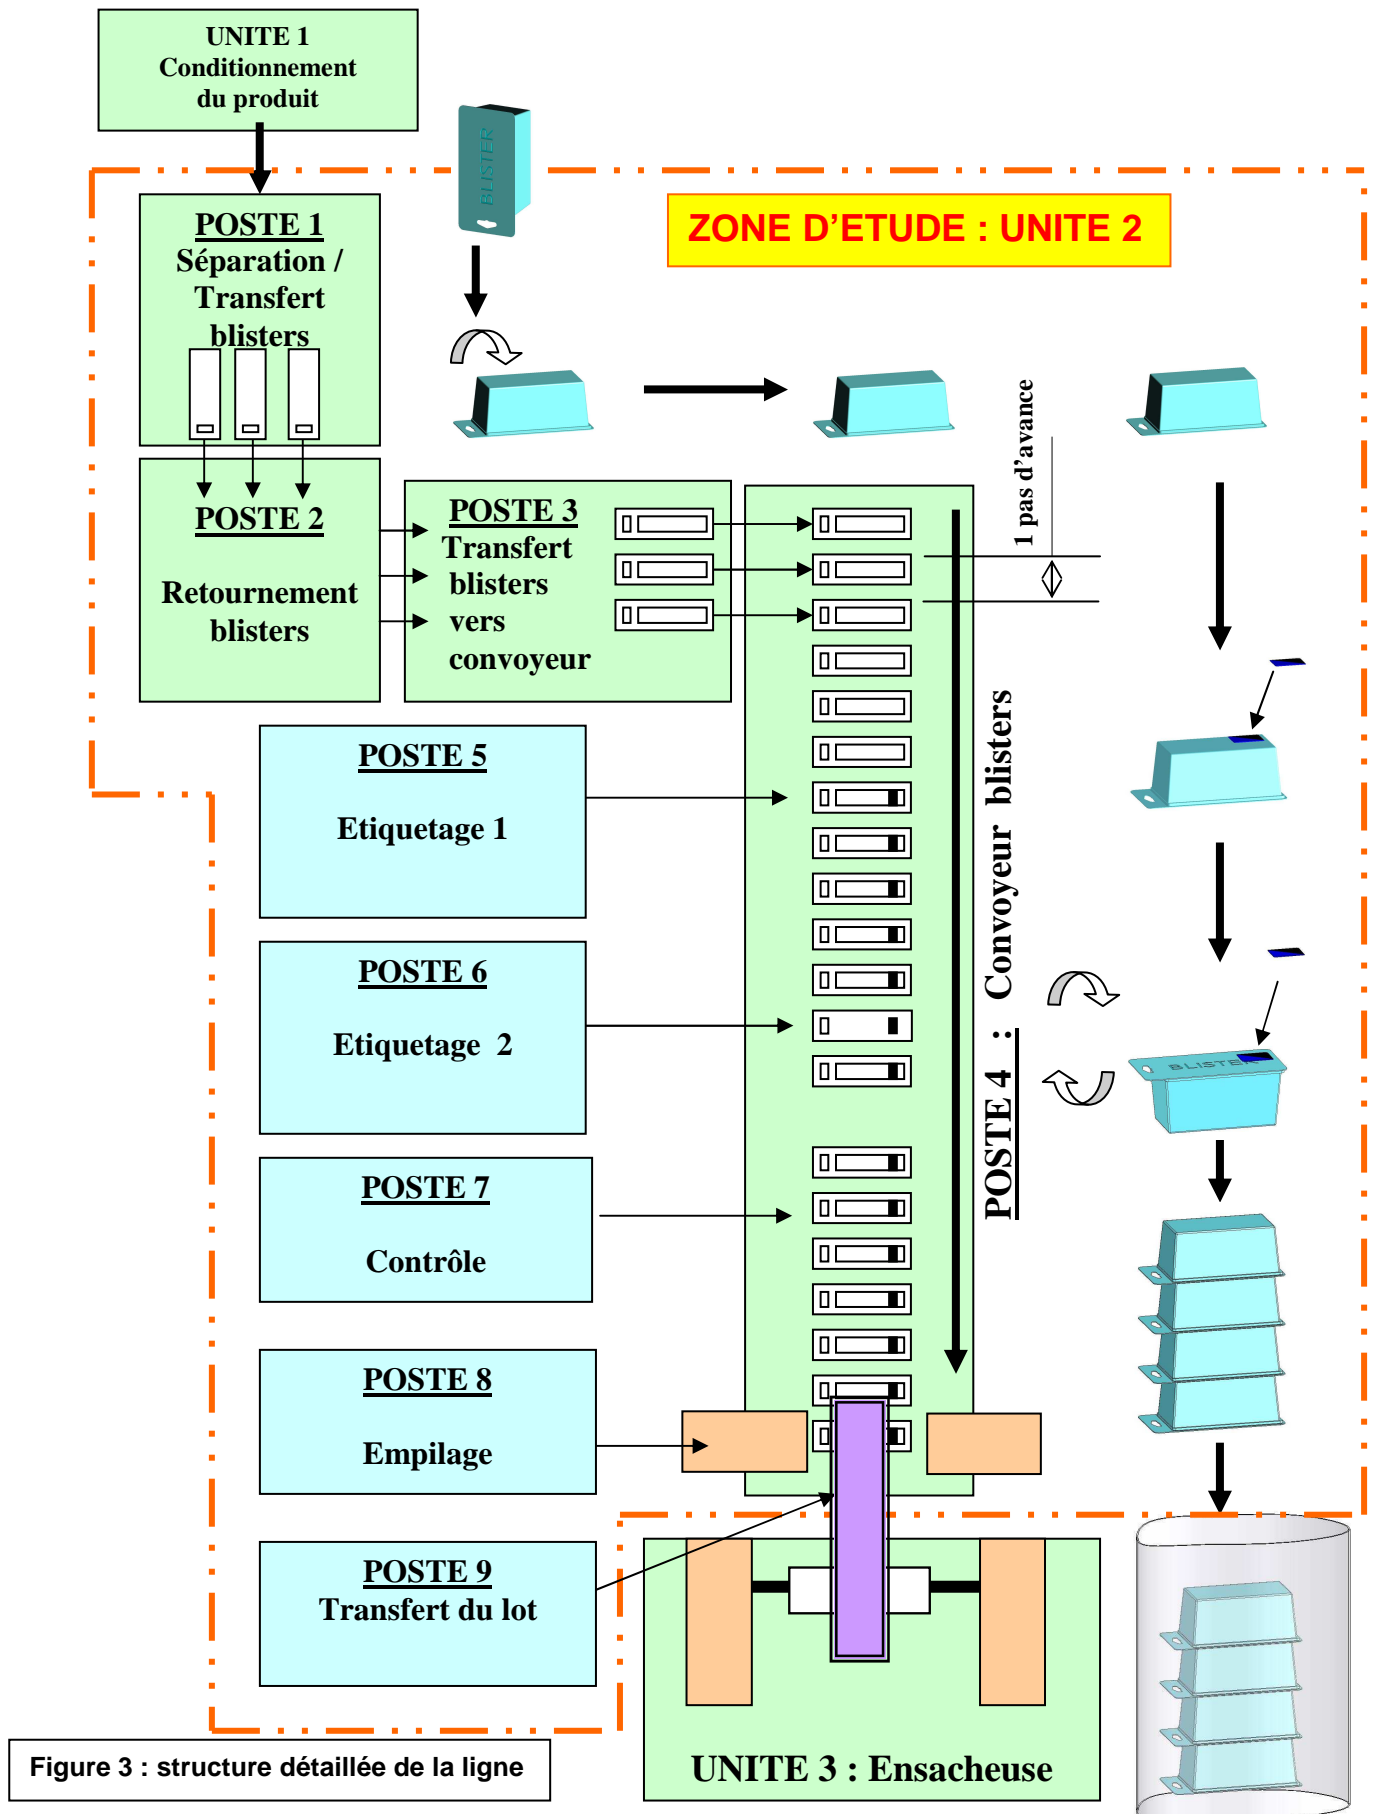 UNITE 1
Conditionnement
du produit
BLISTER
ZONE D'ETUDE : UNITE 2
POSTE 1
Séparation /
Transfert
blisters
1 pas d'avance
POSTE 2
Retournement
blisters
POSTE 3
Transfert
blisters
vers
convoyeur
POSTE 4 : Convoyeur blisters
POSTE 5
Etiquetage 1
POSTE 6
Etiquetage 2
BLISTER
POSTE 7
Contrôle
POSTE 8
Empilage
POSTE 9
Transfert du lot
UNITE 3 : Ensacheuse
Figure 3 : structure détaillée de la ligne